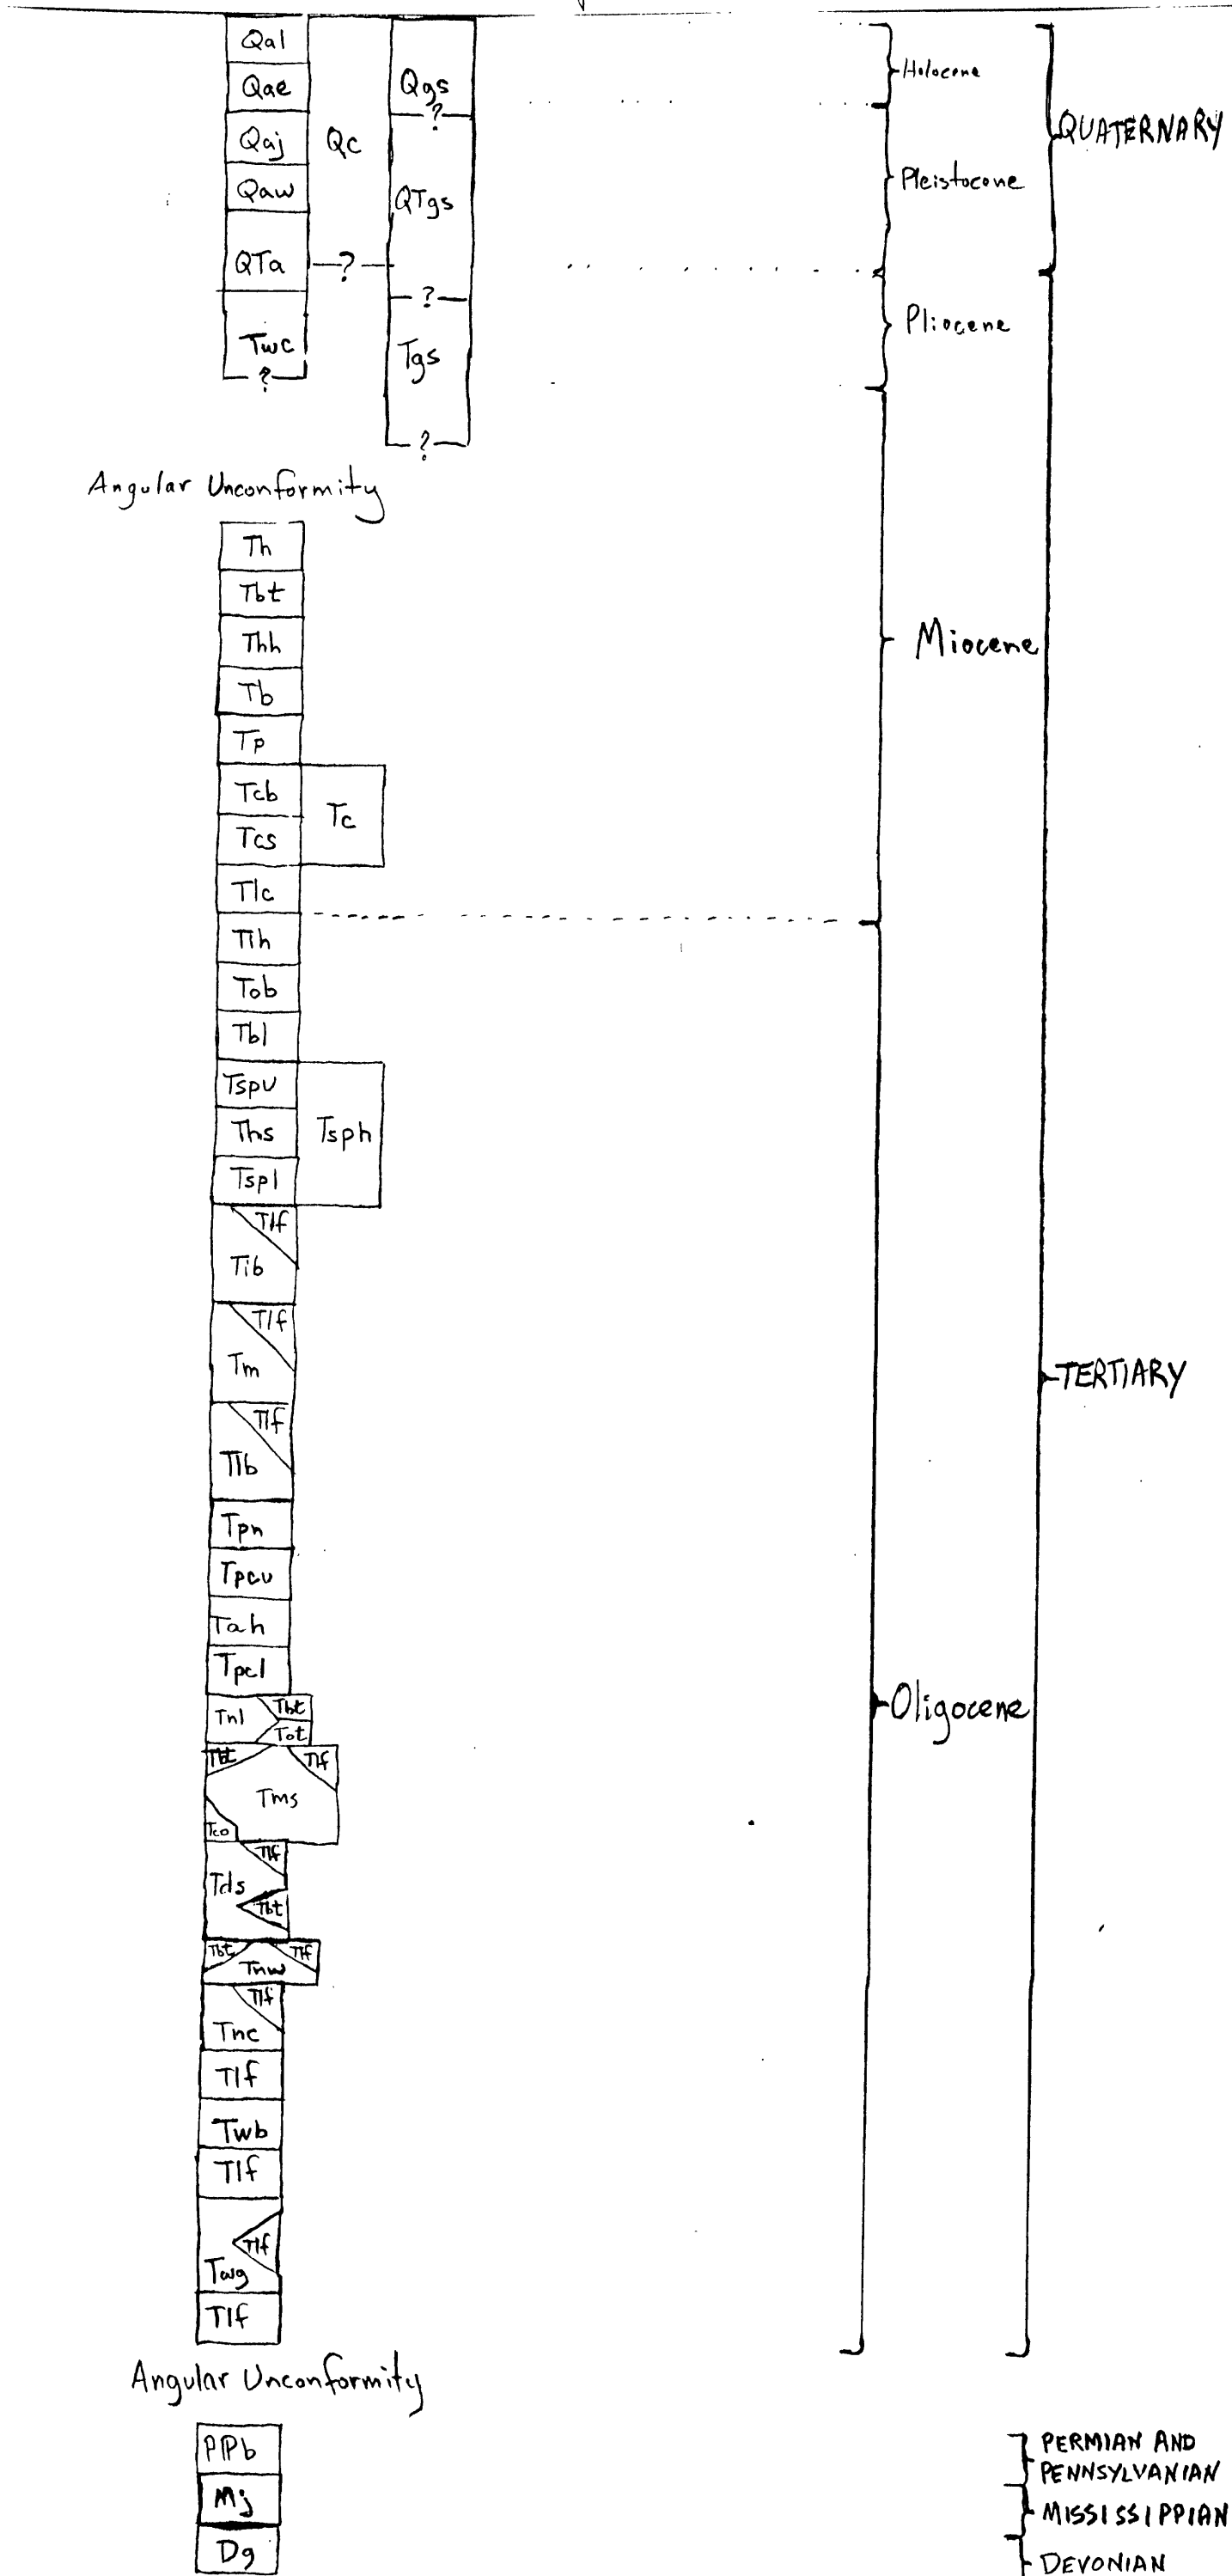 Qal
Qae
Qaj
Qaw
QTa
Twc
?
Qc
?
Qgs
?
QTgs
?
Tgs
?
Holocene
Pleistocene
Pliocene
QUATERNARY
Angular Unconformity
Th
Tbt
Thh
Tb
Tp
Tcb
Tcs
Tc
Tlc
Tlh
Tob
Tbl
Tspu
Ths
Tspl
Tsph
Tlf
Tib
Tlf
Tm
Tlf
Tlb
Tpn
Tpcu
Tah
Tpcl
Tnl
Tbt
Tot
Tbt
Tlf
Tms
Tco
Tlf
Tds
Tbt
Tbt
Tlf
Tnw
Tlf
Tnc
Tlf
Twb
Tlf
Tlf
Twg
Tlf
Miocene
Oligocene
TERTIARY
Angular Unconformity
PPb
Mj
Dg
PERMIAN AND
PENNSYLVANIAN
MISSISSIPPIAN
DEVONIAN